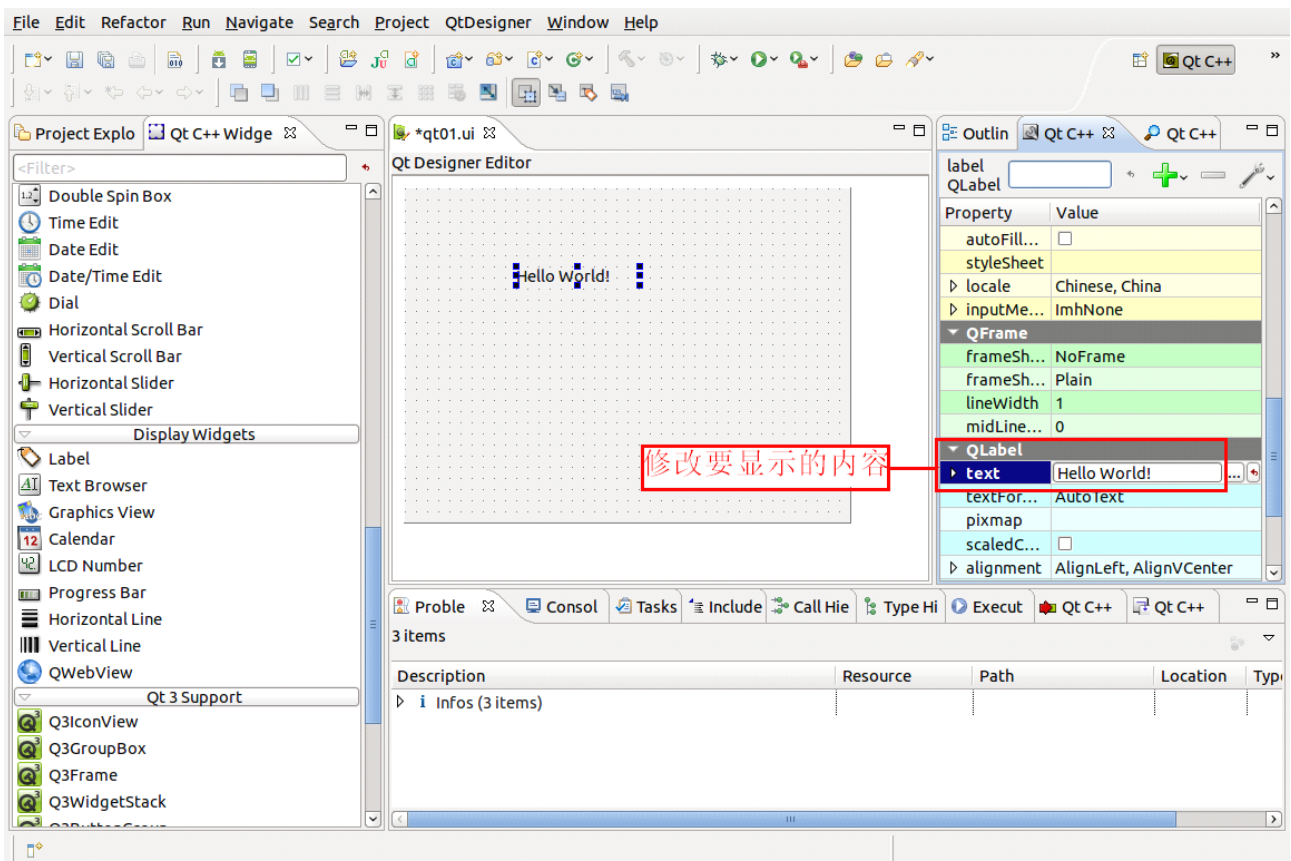 File Edit Refactor Run Navigate Search Project QtDesigner Window Help
Qt C++ »
Project Explo Qt C++ Widge
<Filter>
Double Spin Box
Time Edit
Date Edit
Date/Time Edit
Dial
Horizontal Scroll Bar
Vertical Scroll Bar
Horizontal Slider
Vertical Slider
Display Widgets
Label
Text Browser
Graphics View
Calendar
LCD Number
Progress Bar
Horizontal Line
Vertical Line
QWebView
Qt 3 Support
Q3IconView
Q3GroupBox
Q3Frame
Q3WidgetStack
*qt01.ui
Qt Designer Editor
Hello World!
修改要显示的内容
Outlin Qt C++ Qt C++
label
QLabel
Property Value
autoFill...
styleSheet
locale Chinese, China
inputMe... ImhNone
QFrame
frameSh... NoFrame
frameSh... Plain
lineWidth 1
midLine... 0
QLabel
text Hello World! ...
textFor... AutoText
pixmap
scaledC...
alignment AlignLeft, AlignVCenter
Proble Consol Tasks Include Call Hie Type Hi Execut Qt C++ Qt C++
3 items
Description Resource Path Location Type
i Infos (3 items)